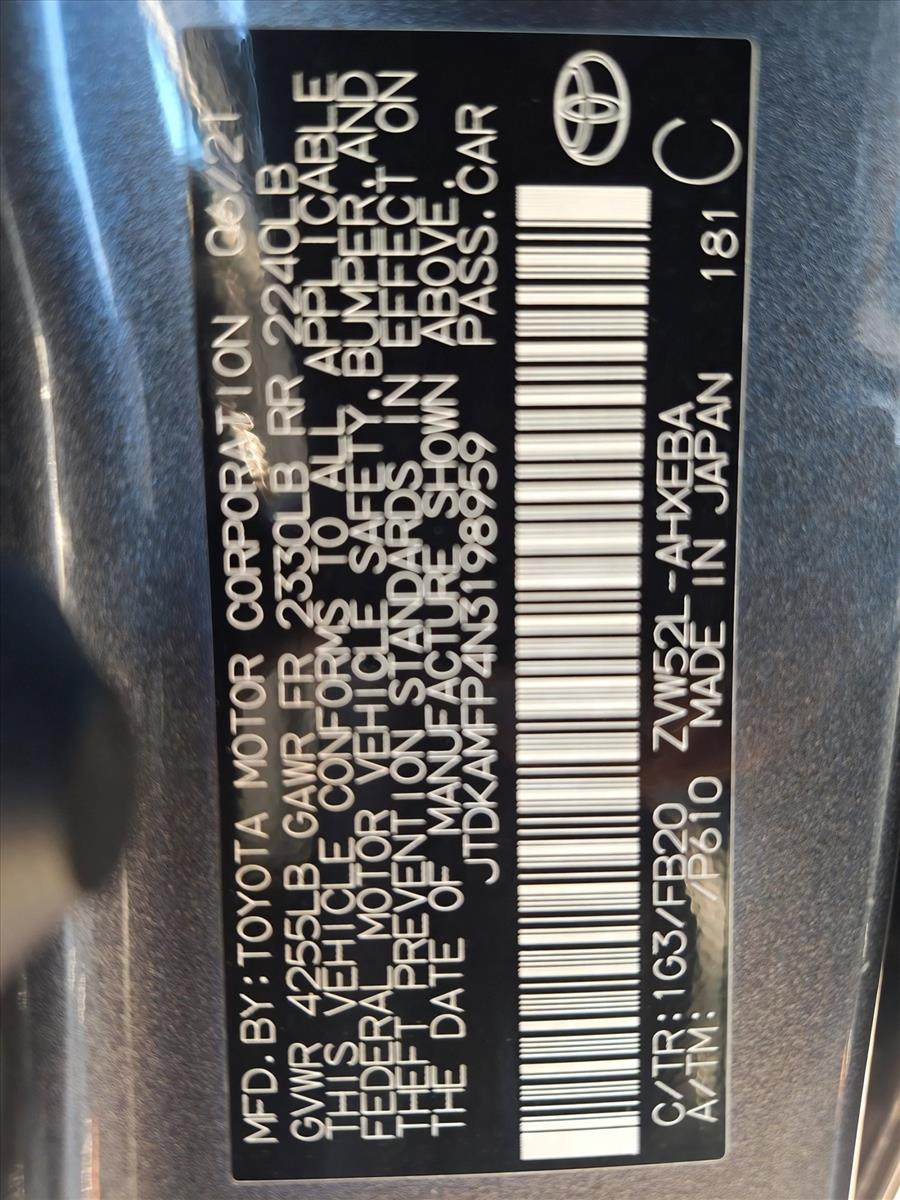 MFD.BY:TOYOTA MOTOR CORPORATION 06/21
GVWR 4255LB GAWR FR 2330LB RR 2240LB
THIS VEHICLE CONFORMS TO ALL APPLICABLE
FEDERAL MOTOR VEHICLE SAFETY,BUMPER,AND
THEFT PREVENTION STANDARDS IN EFFECT ON
THE DATE OF MANUFACTURE SHOWN ABOVE.
JTDKAMFP4N3198959 PASS.CAR
C/TR:1G3/FB20 ZVW52L-AHXEBA 181 C
A/TM: /P610 MADE IN JAPAN